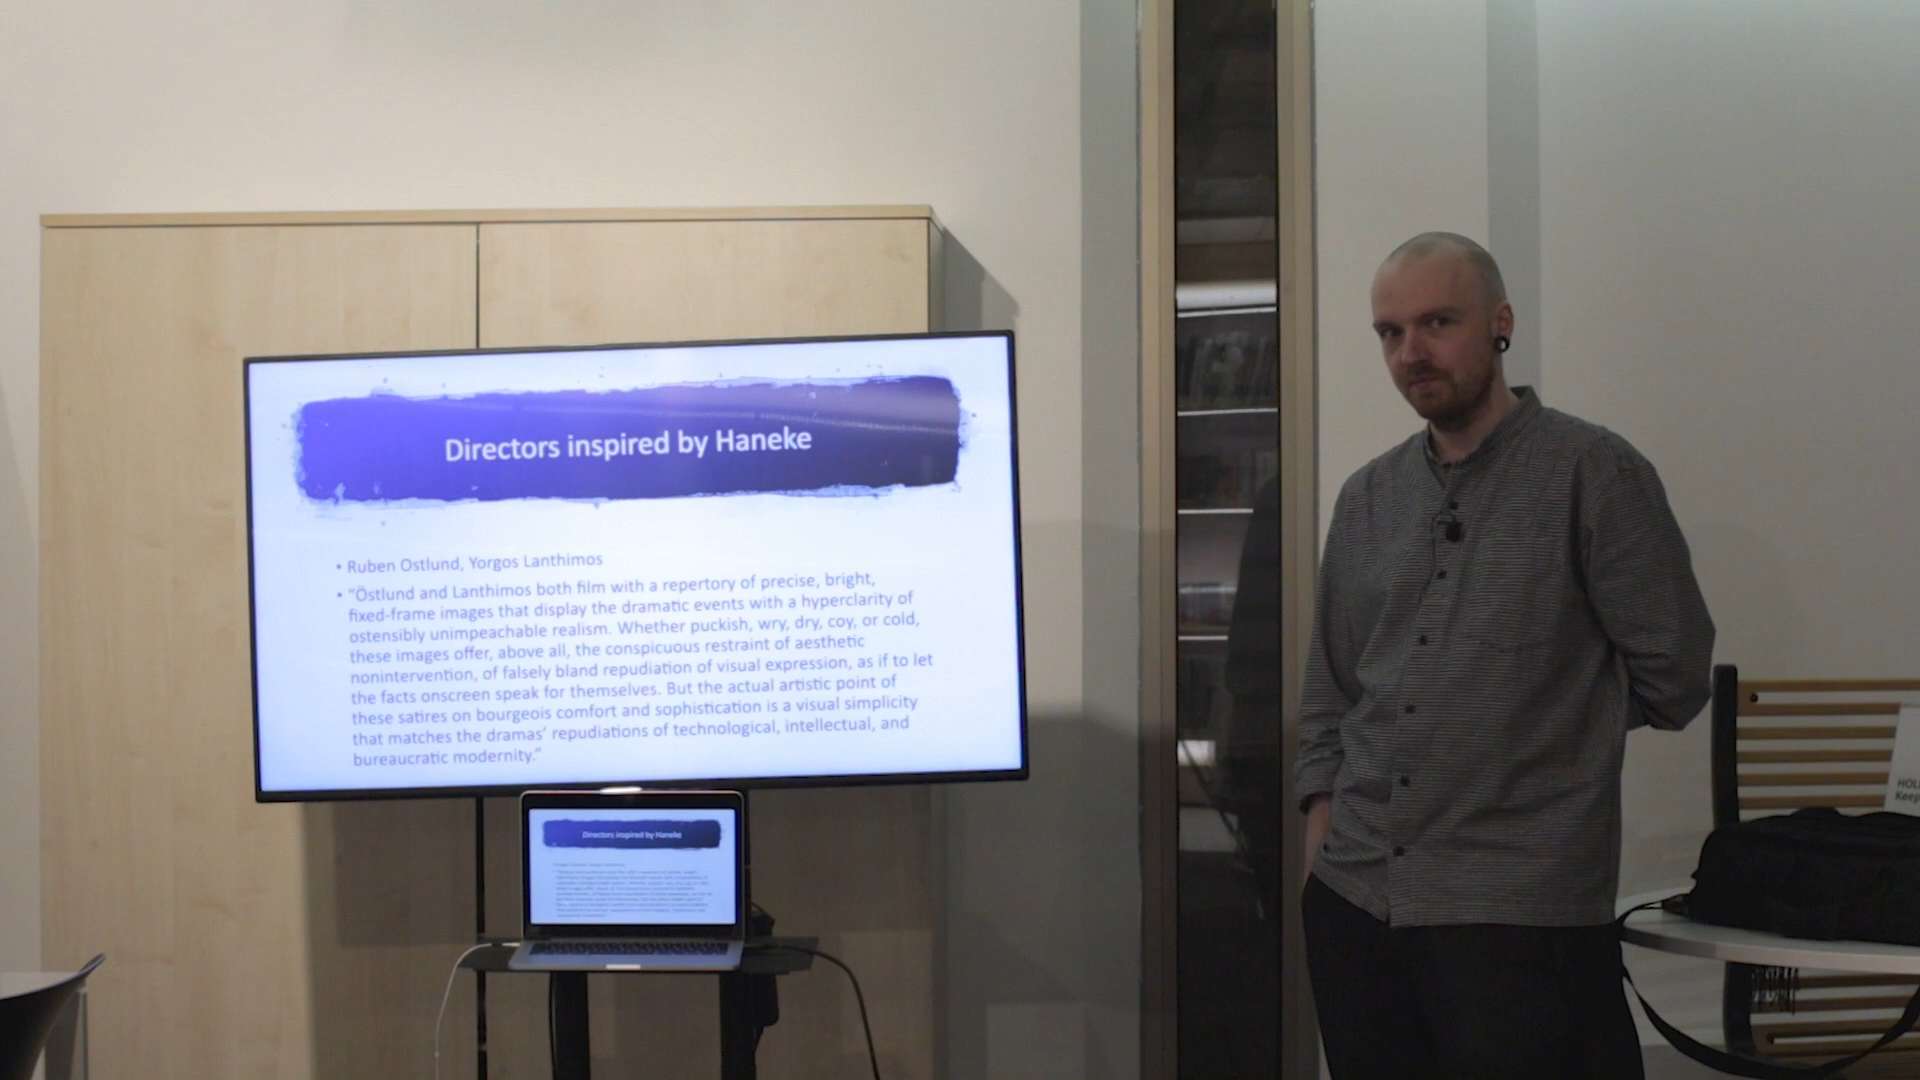 Directors inspired by Haneke
• Ruben Ostlund, Yorgos Lanthimos
• “Östlund and Lanthimos both film with a repertory of precise, bright,
fixed-frame images that display the dramatic events with a hyperclarity of
ostensibly unimpeachable realism. Whether puckish, wry, dry, coy, or cold,
these images offer, above all, the conspicuous restraint of aesthetic
nonintervention, of falsely bland repudiation of visual expression, as if to let
the facts onscreen speak for themselves. But the actual artistic point of
these satires on bourgeois comfort and sophistication is a visual simplicity
that matches the dramas’ repudiations of technological, intellectual, and
bureaucratic modernity.”
Directors inspired by Haneke
HOL
Keep